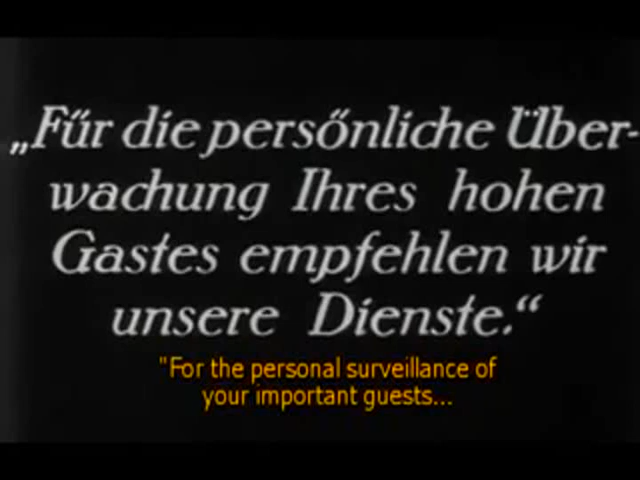 „Für die persönliche Über-
wachung Ihres hohen
Gastes empfehlen wir
unsere Dienste.“
"For the personal surveillance of
your important guests...